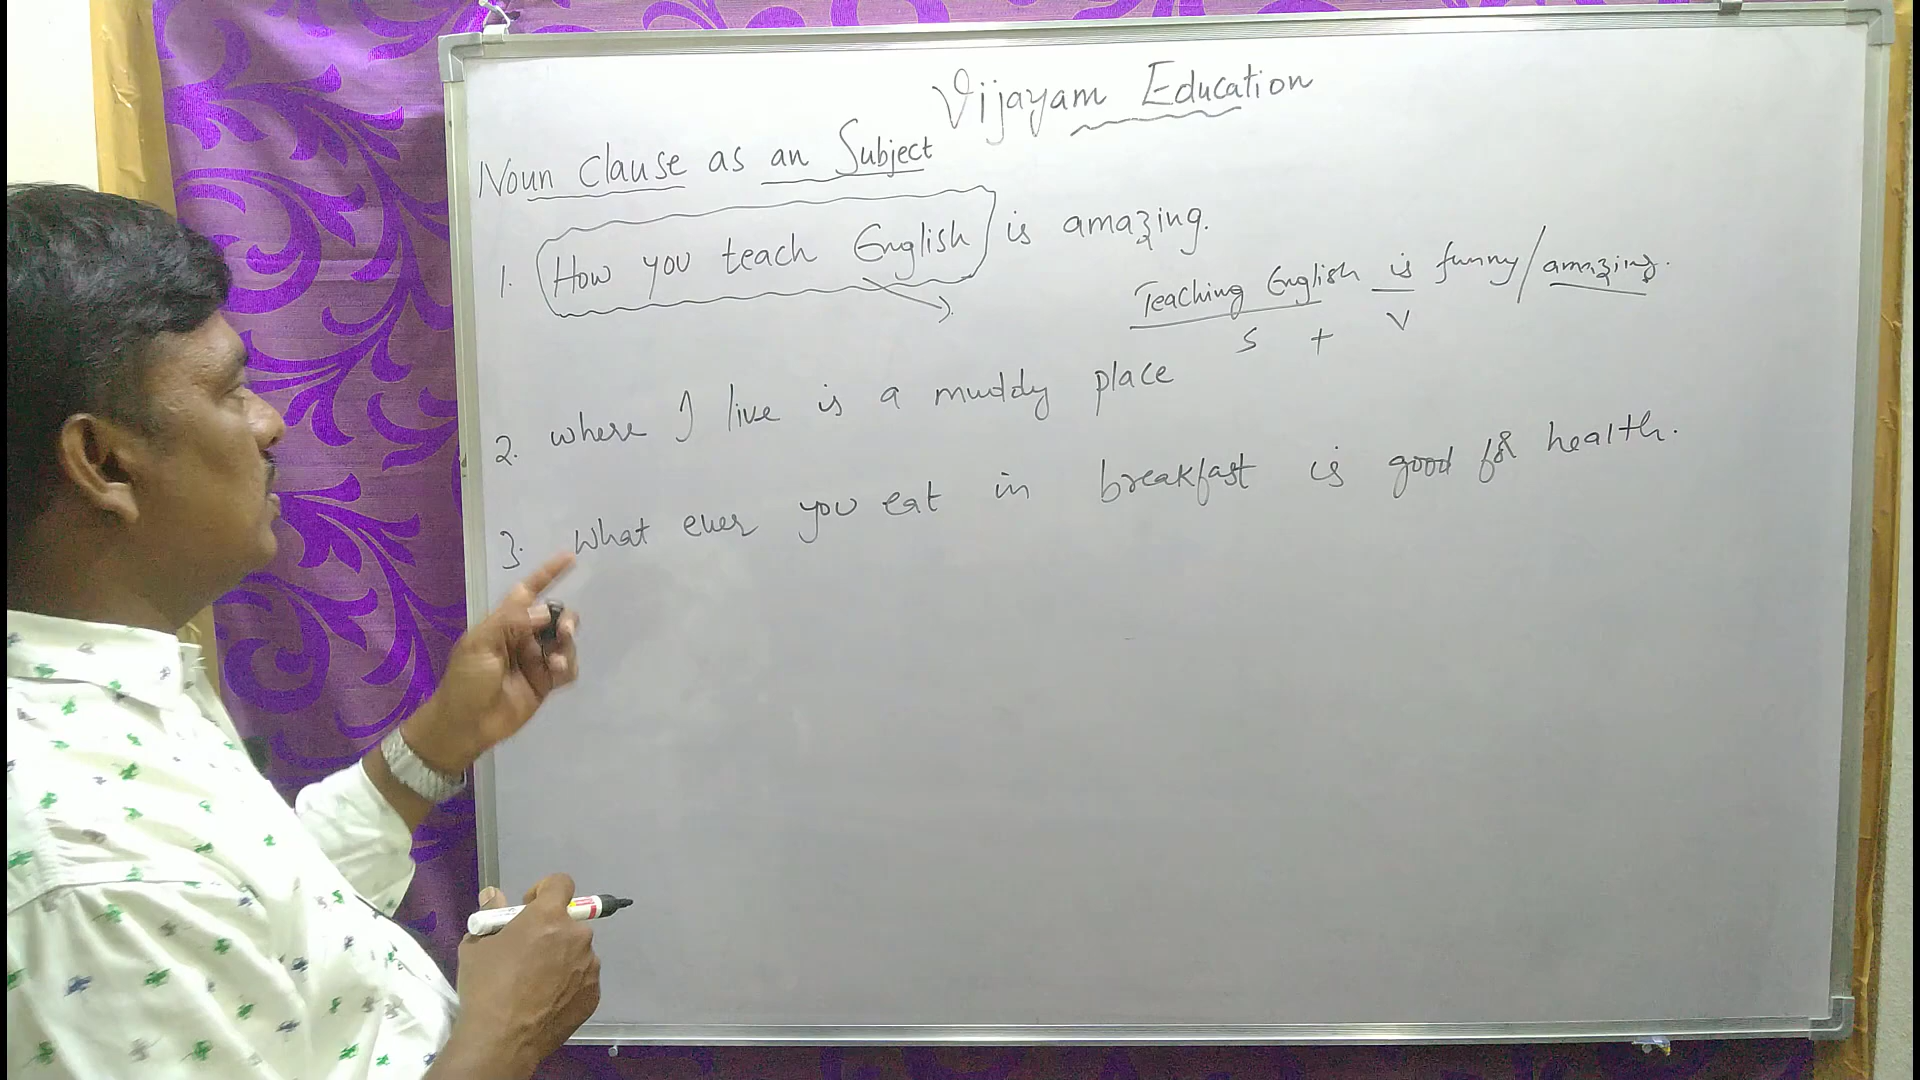 Vijayam Education
Noun clause as an Subject
1. How you teach English is amazing.
Teaching English is funny/amazing.
S + V
2. where I live is a muddy place
3. What ever you eat in breakfast is good for health.